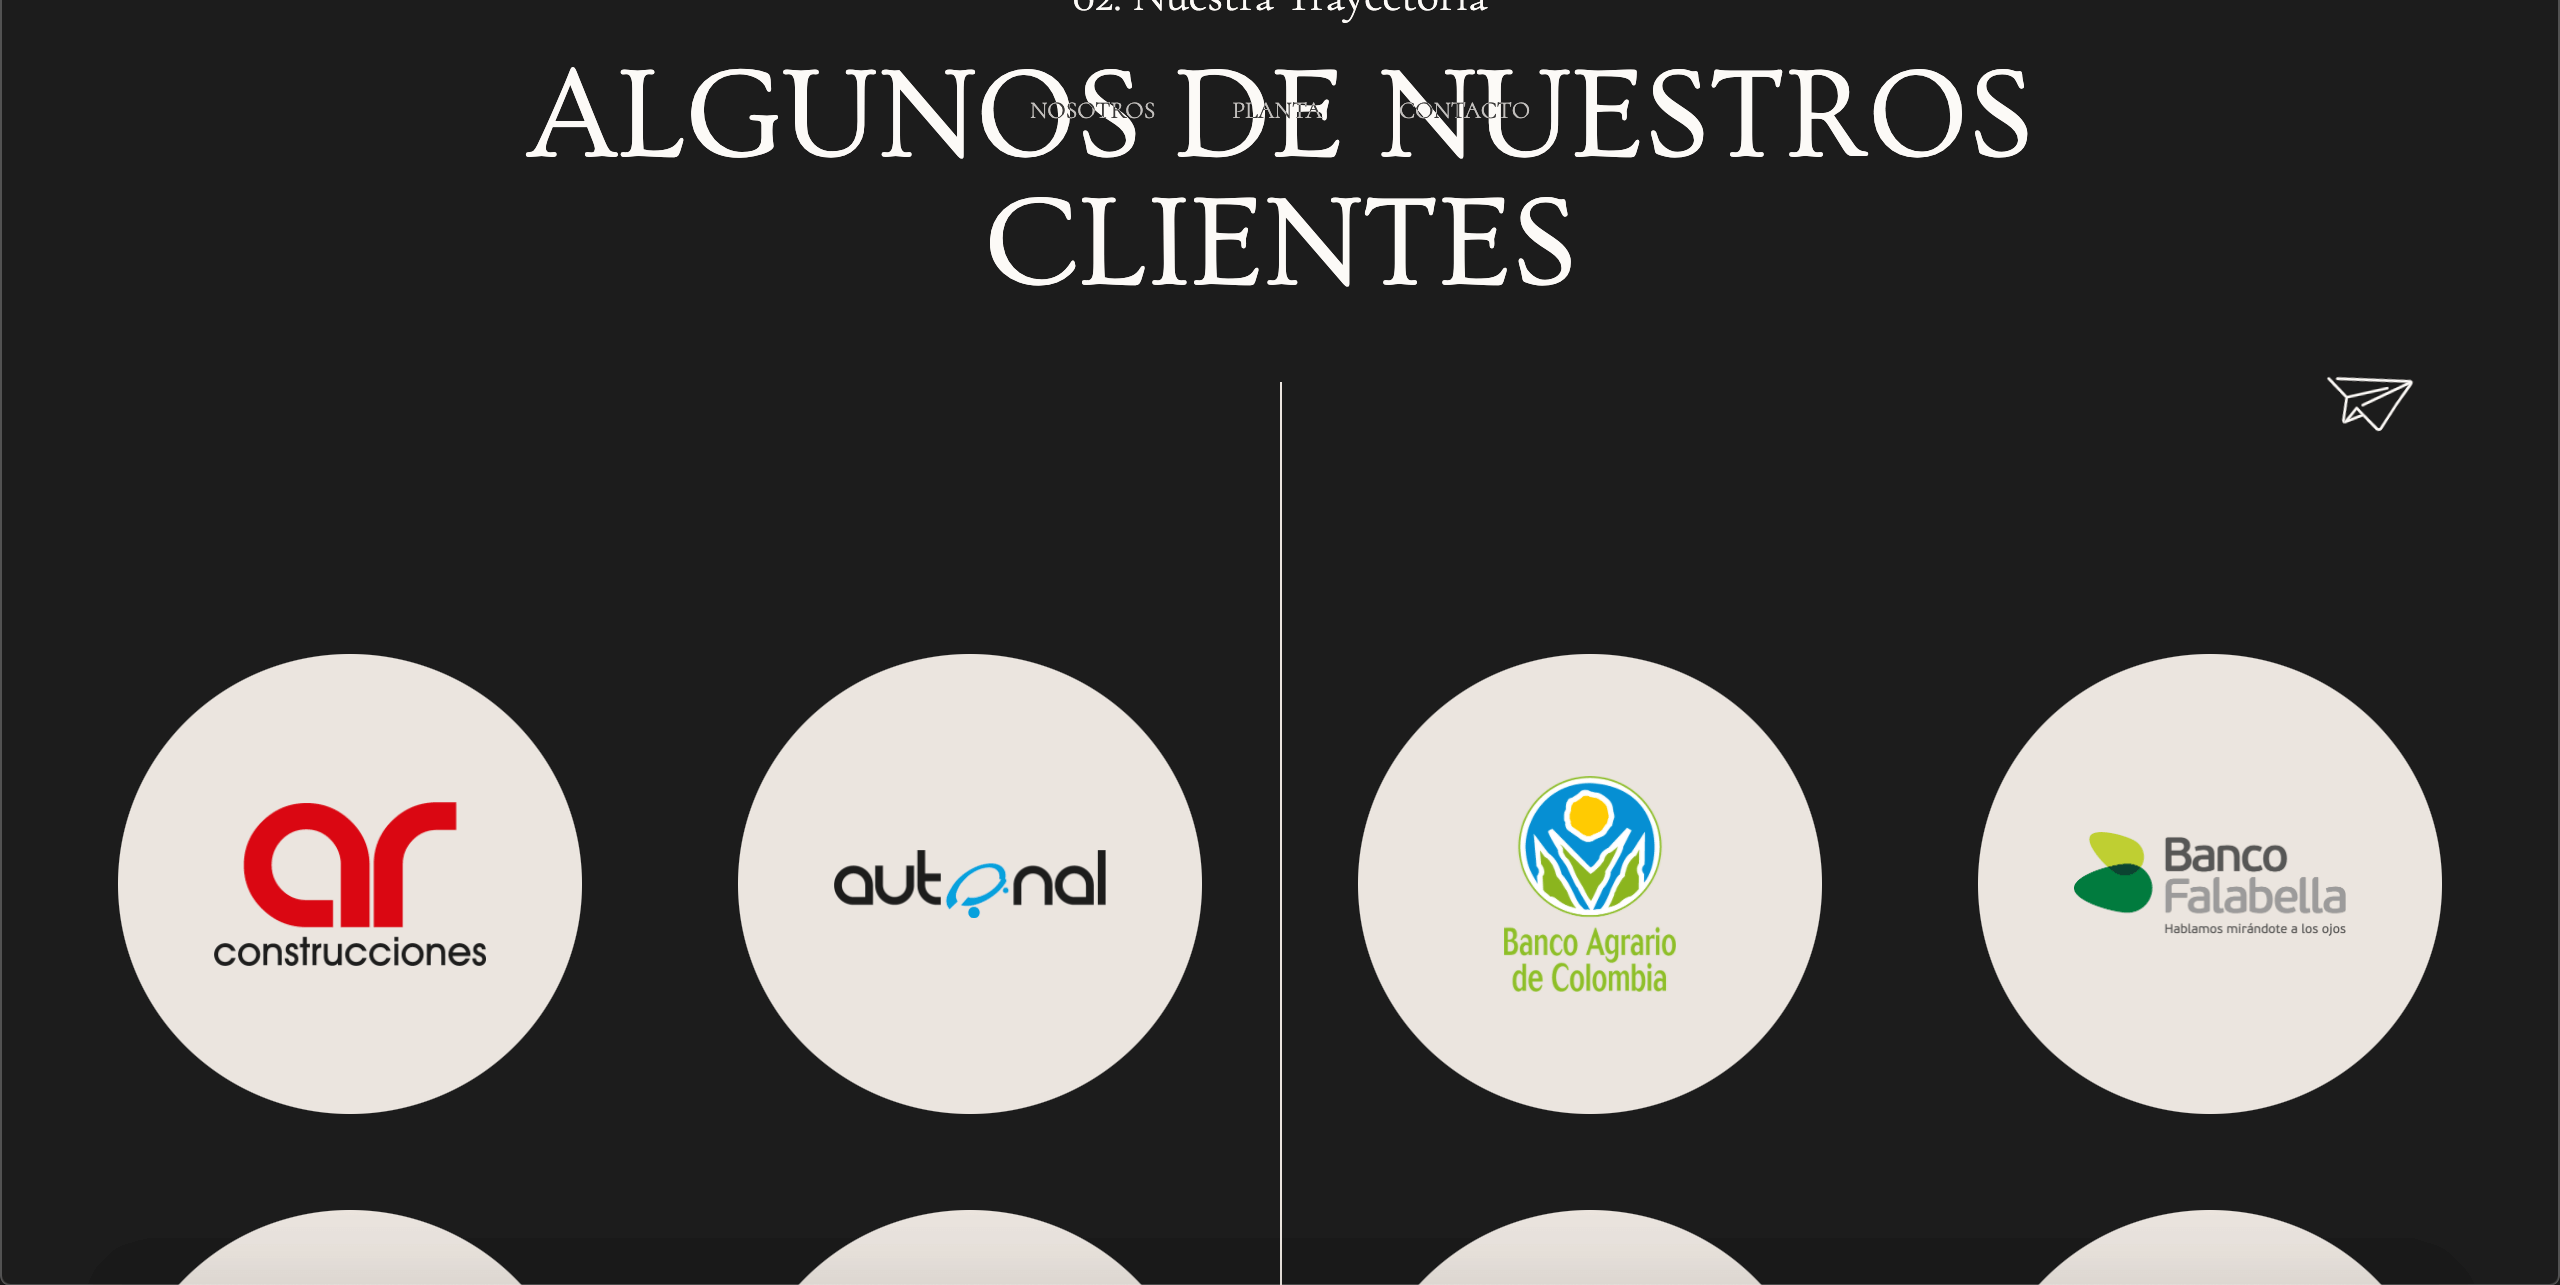 02. Nuestra Trayectoria
ALGUNOS DE NUESTROS
NOSOTROS PLANTA CONTACTO
CLIENTES
ar
construcciones
autonal
Banco Agrario
de Colombia
Banco
Falabella
Hablamos mirándote a los ojos